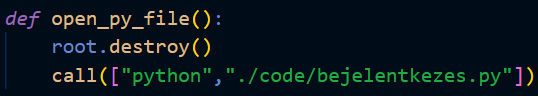 def open_py_file():
    root.destroy()
    call(["python","./code/bejelentkezes.py"])